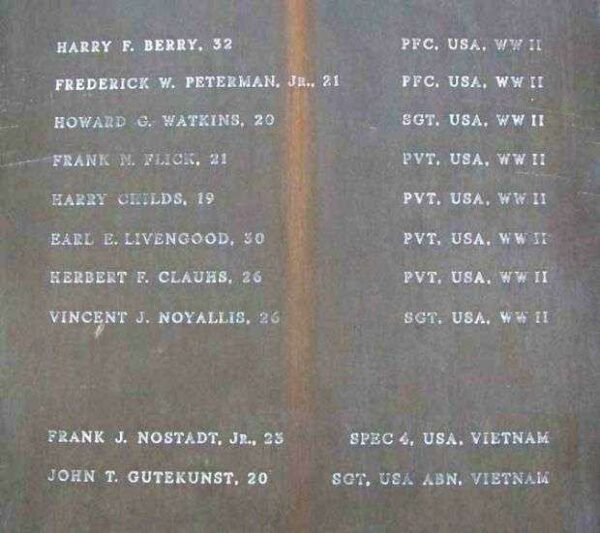 HARRY F. BERRY, 32 PFC, USA, WW II
FREDERICK W. PETERMAN, JR., 21 PFC, USA, WW II
HOWARD G. WATKINS, 20 SGT, USA, WW II
FRANK M. FLICK, 21 PVT, USA, WW II
HARRY CHILDS, 19 PVT, USA, WW II
EARL E. LIVENGOOD, 30 PVT, USA, WW II
HERBERT F. CLAUHS, 26 PVT, USA, WW II
VINCENT J. NOYALLIS, 26 SGT, USA, WW II
FRANK J. NOSTADT, JR., 23 SPEC 4, USA, VIETNAM
JOHN T. GUTEKUNST, 20 SGT, USA ABN, VIETNAM